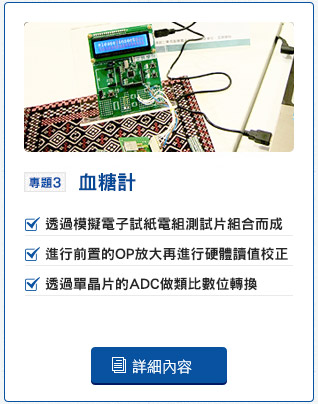 專題3 血糖計
透過模擬電子試紙電組測試片組合而成
進行前置的OP放大再進行硬體讀值校正
透過單晶片的ADC做類比數位轉換
詳細內容